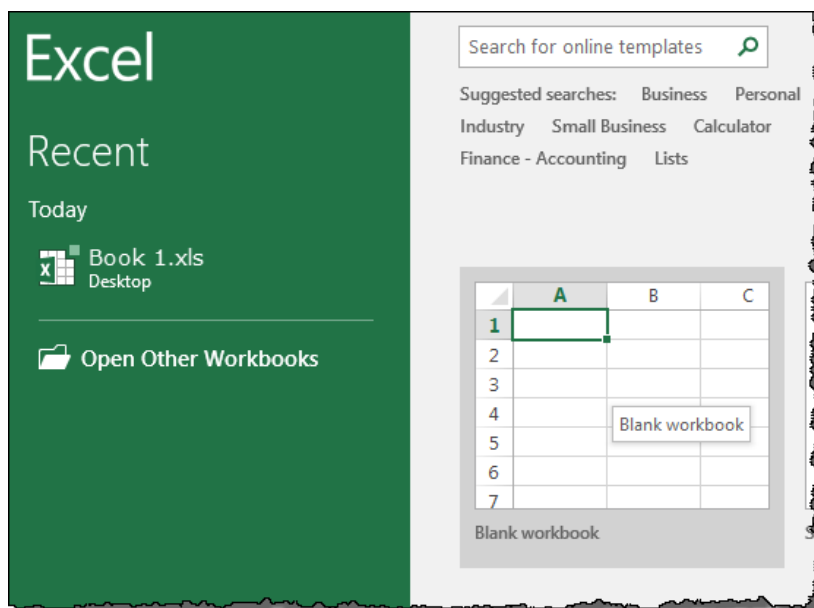 Excel
Recent
Today
Book 1.xls
Desktop
Open Other Workbooks
Search for online templates
Suggested searches: Business Personal
Industry Small Business Calculator
Finance - Accounting Lists
A B C
1
2
3
4
Blank workbook
5
6
7
Blank workbook